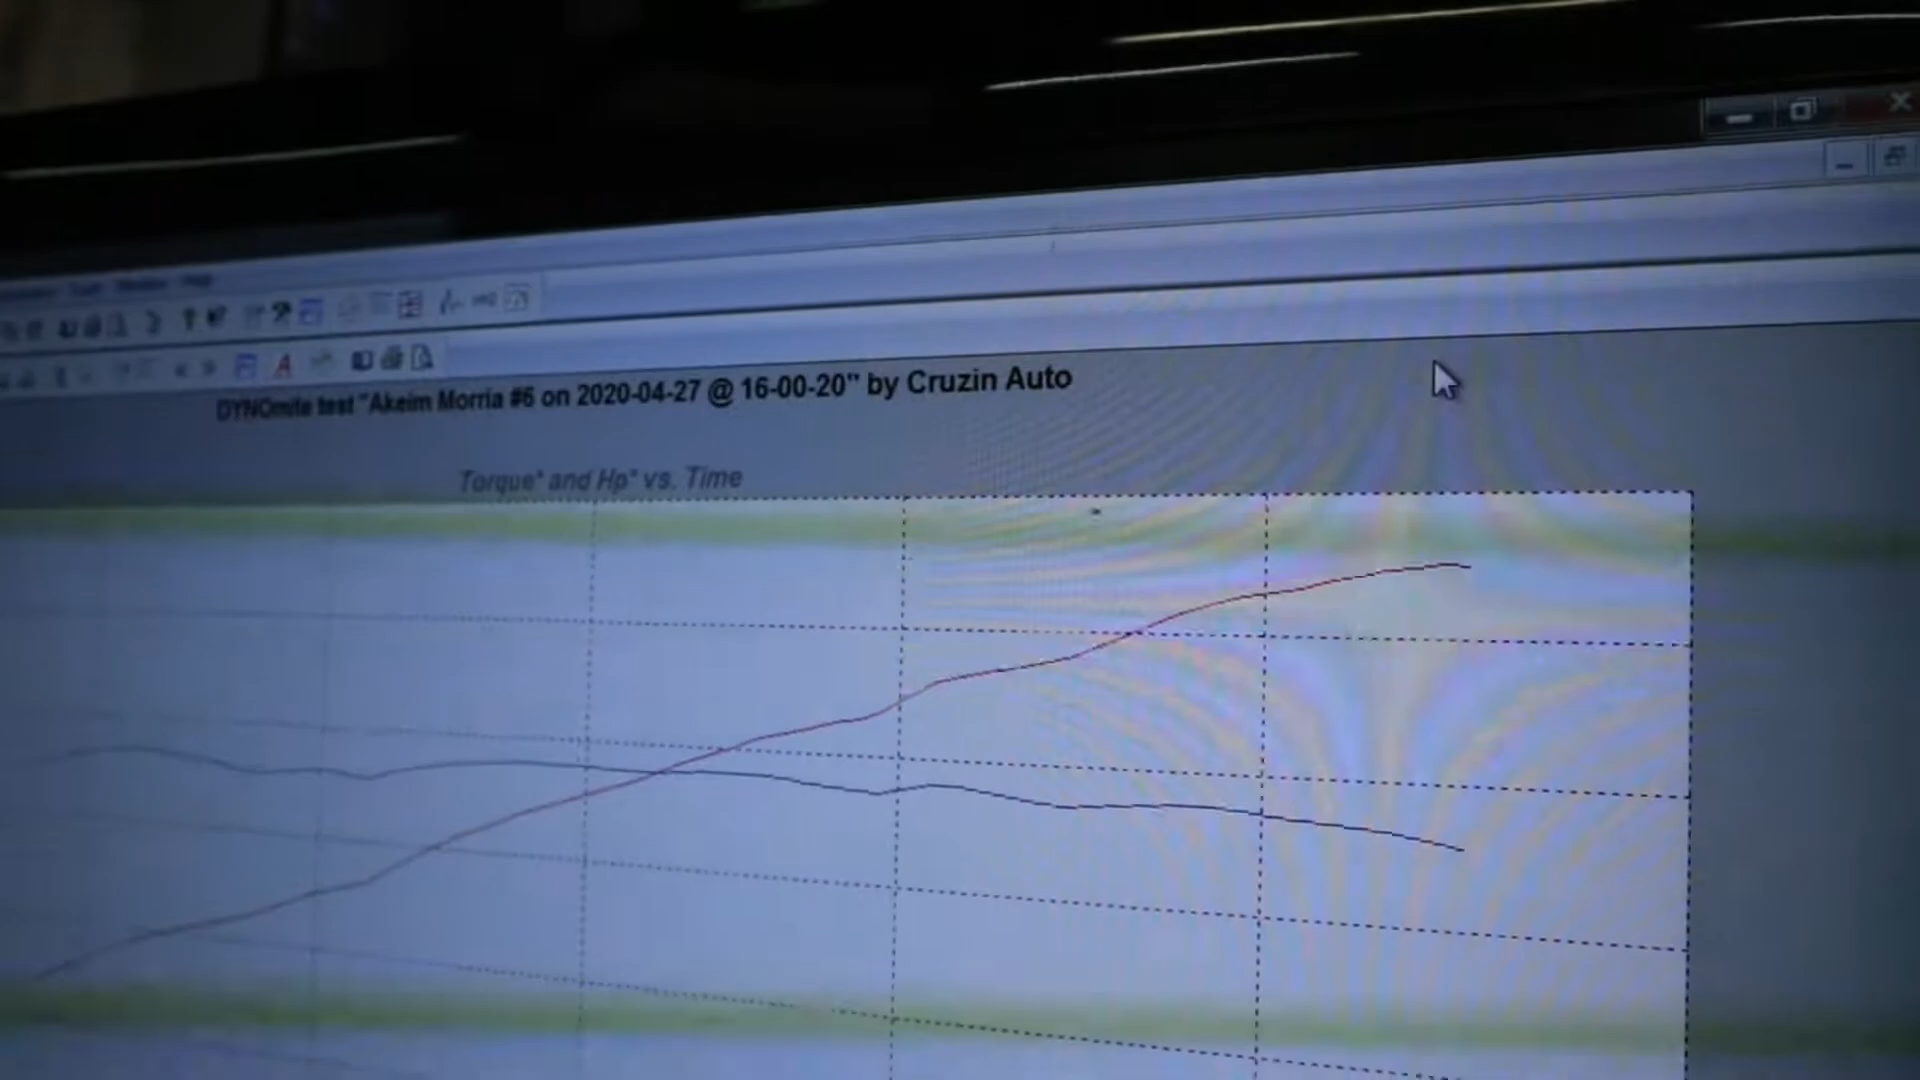 Help
DYNOmite test "Akeim Morria #6 on 2020-04-27 @ 16-00-20" by Cruzin Auto
Torque* and Hp* vs. Time